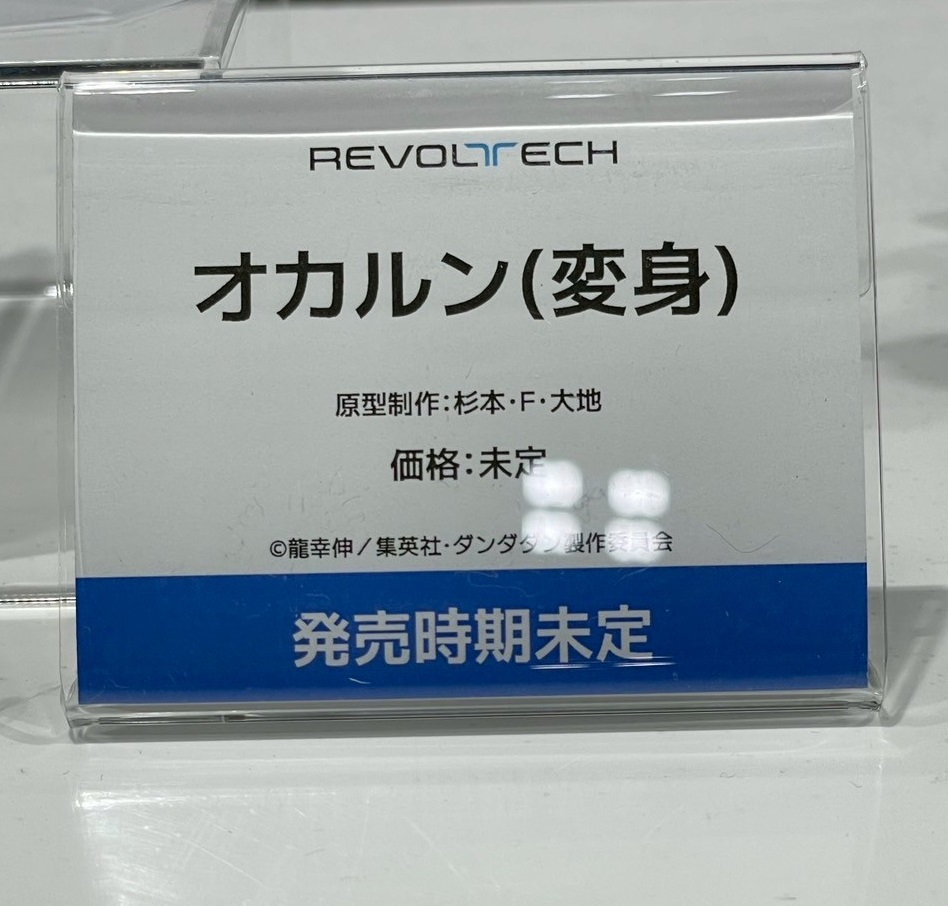 REVOLTECH
オカルン(変身)
原型制作:杉本・F・大地
価格:未定
©龍幸伸/集英社・ダンダダン製作委員会
発売時期未定